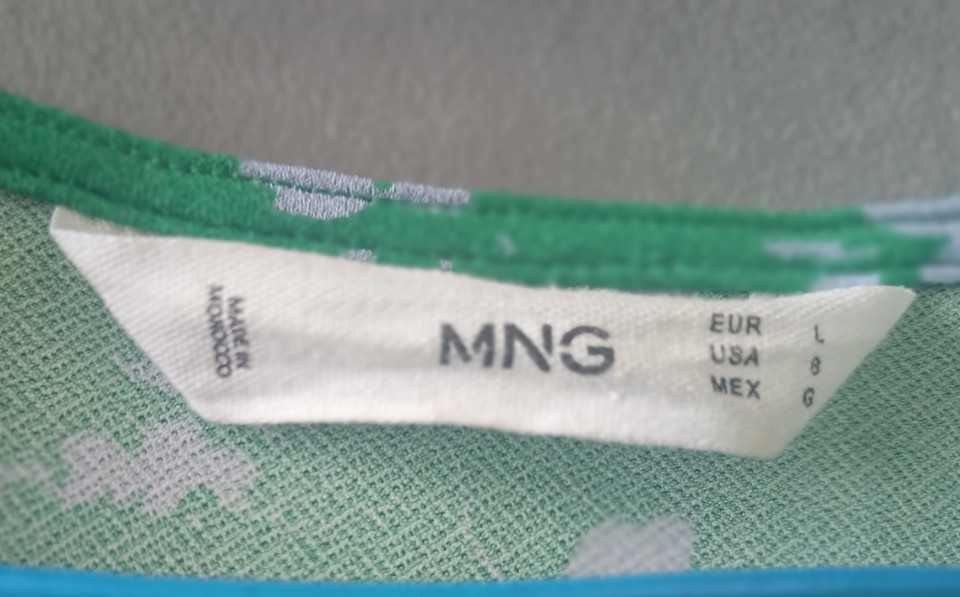 MADE IN
MOROCCO
MNG
EUR L
USA 8
MEX G